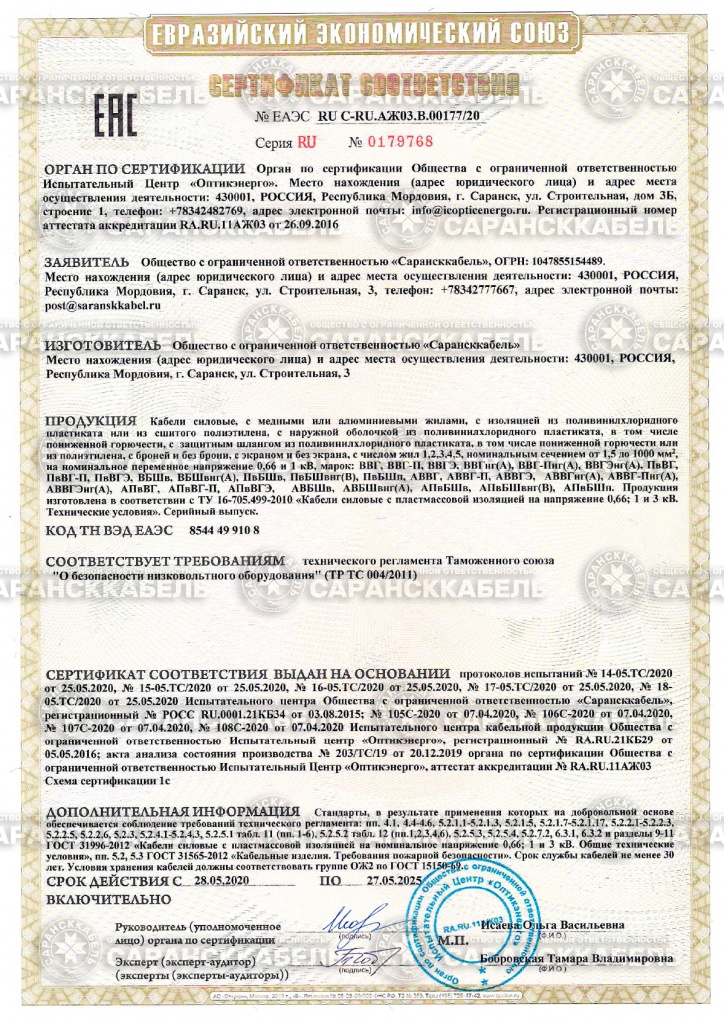 ЕВРАЗИЙСКИЙ ЭКОНОМИЧЕСКИЙ СОЮЗ
СЕРТИФИКАТ СООТВЕТСТВИЯ
ЕАС
№ ЕАЭС RU С-RU.АЖ03.В.00177/20
Серия RU № 0179768
ОРГАН ПО СЕРТИФИКАЦИИ Орган по сертификации Общества с ограниченной ответственностью
Испытательный Центр «Оптикэнерго». Место нахождения (адрес юридического лица) и адрес места
осуществления деятельности: 430001, РОССИЯ, Республика Мордовия, г. Саранск, ул. Строительная, дом 3Б,
строение 1, телефон: +78342482769, адрес электронной почты: info@icopticenergo.ru. Регистрационный номер
аттестата аккредитации RA.RU.11АЖ03 от 26.09.2016
ЗАЯВИТЕЛЬ Общество с ограниченной ответственностью «Сарансккабель», ОГРН: 1047855154489.
Место нахождения (адрес юридического лица) и адрес места осуществления деятельности: 430001, РОССИЯ,
Республика Мордовия, г. Саранск, ул. Строительная, 3, телефон: +78342777667, адрес электронной почты:
post@saranskkabel.ru
ИЗГОТОВИТЕЛЬ Общество с ограниченной ответственностью «Сарансккабель»
Место нахождения (адрес юридического лица) и адрес места осуществления деятельности: 430001, РОССИЯ,
Республика Мордовия, г. Саранск, ул. Строительная, 3
ПРОДУКЦИЯ Кабели силовые, с медными или алюминиевыми жилами, с изоляцией из поливинилхлоридного
пластиката или из сшитого полиэтилена, с наружной оболочкой из поливинилхлоридного пластиката, в том числе
пониженной горючести, с защитным шлангом из поливинилхлоридного пластиката, в том числе пониженной горючести или
из полиэтилена, с броней и без брони, с экраном и без экрана, с числом жил 1,2,3,4,5, номинальным сечением от 1,5 до 1000 мм²,
на номинальное переменное напряжение 0,66 и 1 кВ, марок: ВВГ, ВВГ-П, ВВГЭ, ВВГнг(А), ВВГ-Пнг(А), ВВГЭнг(А), ПвВГ,
ПвВГ-П, ПвВГЭ, ВБШв, ВБШвнг(А), ПвБШв, ПвБШвнг(В), ПвБШп, АВВГ, АВВГ-П, АВВГЭ, АВВГнг(А), АВВГ-Пнг(А),
АВВГЭнг(А), АПвВГ, АПвВГ-П, АПвВГЭ, АВБШв, АВБШвнг(А), АПвБШв, АПвБШвнг(В), АПвБШп. Продукция
изготовлена в соответствии с ТУ 16-705.499-2010 «Кабели силовые с пластмассовой изоляцией на напряжение 0,66; 1 и 3 кВ.
Технические условия». Серийный выпуск.
КОД ТН ВЭД ЕАЭС 8544 49 910 8
СООТВЕТСТВУЕТ ТРЕБОВАНИЯМ технического регламента Таможенного союза
"О безопасности низковольтного оборудования" (ТР ТС 004/2011)
СЕРТИФИКАТ СООТВЕТСТВИЯ ВЫДАН НА ОСНОВАНИИ протоколов испытаний № 14-05.ТС/2020
от 25.05.2020, № 15-05.ТС/2020 от 25.05.2020, № 16-05.ТС/2020 от 25.05.2020, № 17-05.ТС/2020 от 25.05.2020, № 18-
05.ТС/2020 от 25.05.2020 Испытательного центра Общества с ограниченной ответственностью «Сарансккабель»,
регистрационный № РОСС RU.0001.21КБ34 от 03.08.2015; № 105С-2020 от 07.04.2020, № 106С-2020 от 07.04.2020,
№ 107С-2020 от 07.04.2020, № 108С-2020 от 07.04.2020 Испытательного центра кабельной продукции Общества с
ограниченной ответственностью Испытательный центр «Оптикэнерго», регистрационный № RA.RU.21КБ29 от
05.05.2016; акта анализа состояния производства № 203/ТС/19 от 20.12.2019 органа по сертификации Общества с
ограниченной ответственностью Испытательный Центр «Оптикэнерго», аттестат аккредитации № RA.RU.11АЖ03
Схема сертификации 1с
ДОПОЛНИТЕЛЬНАЯ ИНФОРМАЦИЯ Стандарты, в результате применения которых на добровольной основе
обеспечивается соблюдение требований технического регламента: пп. 4.1, 4.4-4.6, 5.2.1.1-5.2.1.3, 5.2.1.5, 5.2.1.7-5.2.1.17, 5.2.2.1-5.2.2.3,
5.2.2.5, 5.2.2.6, 5.2.3, 5.2.4.1-5.2.4.3, 5.2.5.1 табл. 11 (пп. 1-6), 5.2.5.2 табл. 12 (пп.1,2,3,4,6), 5.2.5.3, 5.2.5.4, 5.2.7.2, 6.3.1, 6.3.2 и разделы 9-11
ГОСТ 31996-2012 «Кабели силовые с пластмассовой изоляцией на номинальное напряжение 0,66; 1 и 3 кВ. Общие технические
условия», пп. 5.2, 5.3 ГОСТ 31565-2012 «Кабельные изделия. Требования пожарной безопасности». Срок службы кабелей не менее 30
лет. Условия хранения кабелей должны соответствовать группе ОЖ2 по ГОСТ 15150-69.
СРОК ДЕЙСТВИЯ С 28.05.2020 ПО 27.05.2025
ВКЛЮЧИТЕЛЬНО
Руководитель (уполномоченное
лицо) органа по сертификации
(подпись)
Исаева Ольга Васильевна
(Ф.И.О.)
М.П.
Эксперт (эксперт-аудитор)
(эксперты (эксперты-аудиторы))
(подпись)
Бобровская Тамара Владимировна
(Ф.И.О.)
RA.RU.11АЖ03
САРАНСККАБЕЛЬ